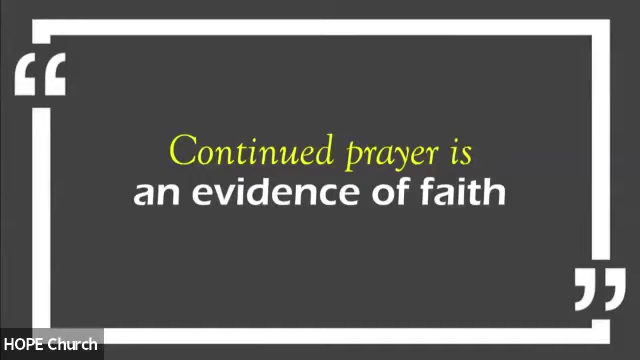 “
Continued prayer is
an evidence of faith
”
HOPE Church